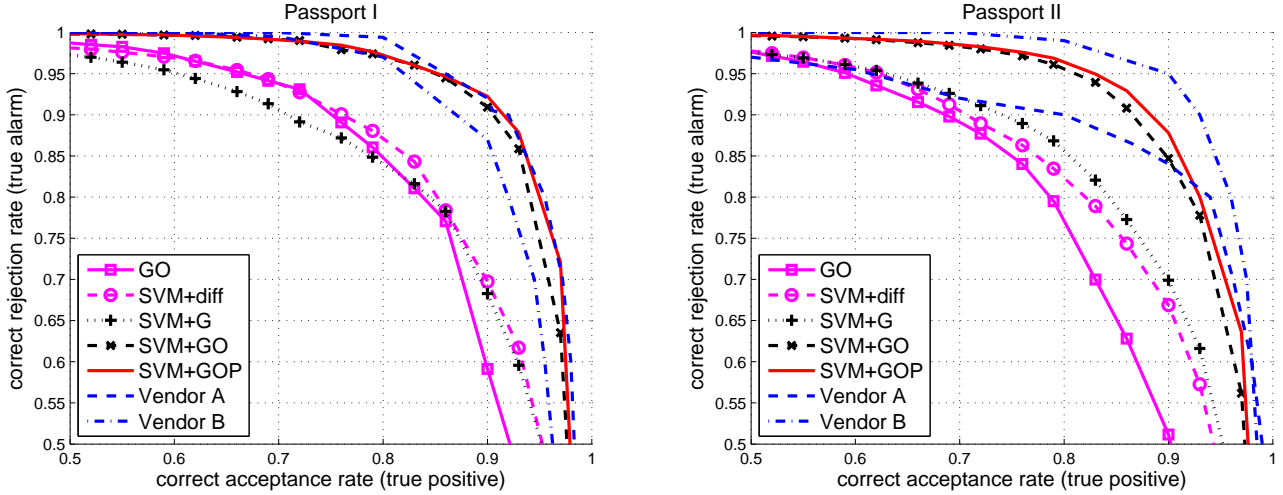 Passport I
correct rejection rate (true alarm)
1
0.95
0.9
0.85
0.8
0.75
0.7
0.65
0.6
0.55
0.5
GO
SVM+diff
SVM+G
SVM+GO
SVM+GOP
Vendor A
Vendor B
0.5 0.6 0.7 0.8 0.9 1
correct acceptance rate (true positive)
Passport II
correct rejection rate (true alarm)
1
0.95
0.9
0.85
0.8
0.75
0.7
0.65
0.6
0.55
0.5
GO
SVM+diff
SVM+G
SVM+GO
SVM+GOP
Vendor A
Vendor B
0.5 0.6 0.7 0.8 0.9 1
correct acceptance rate (true positive)